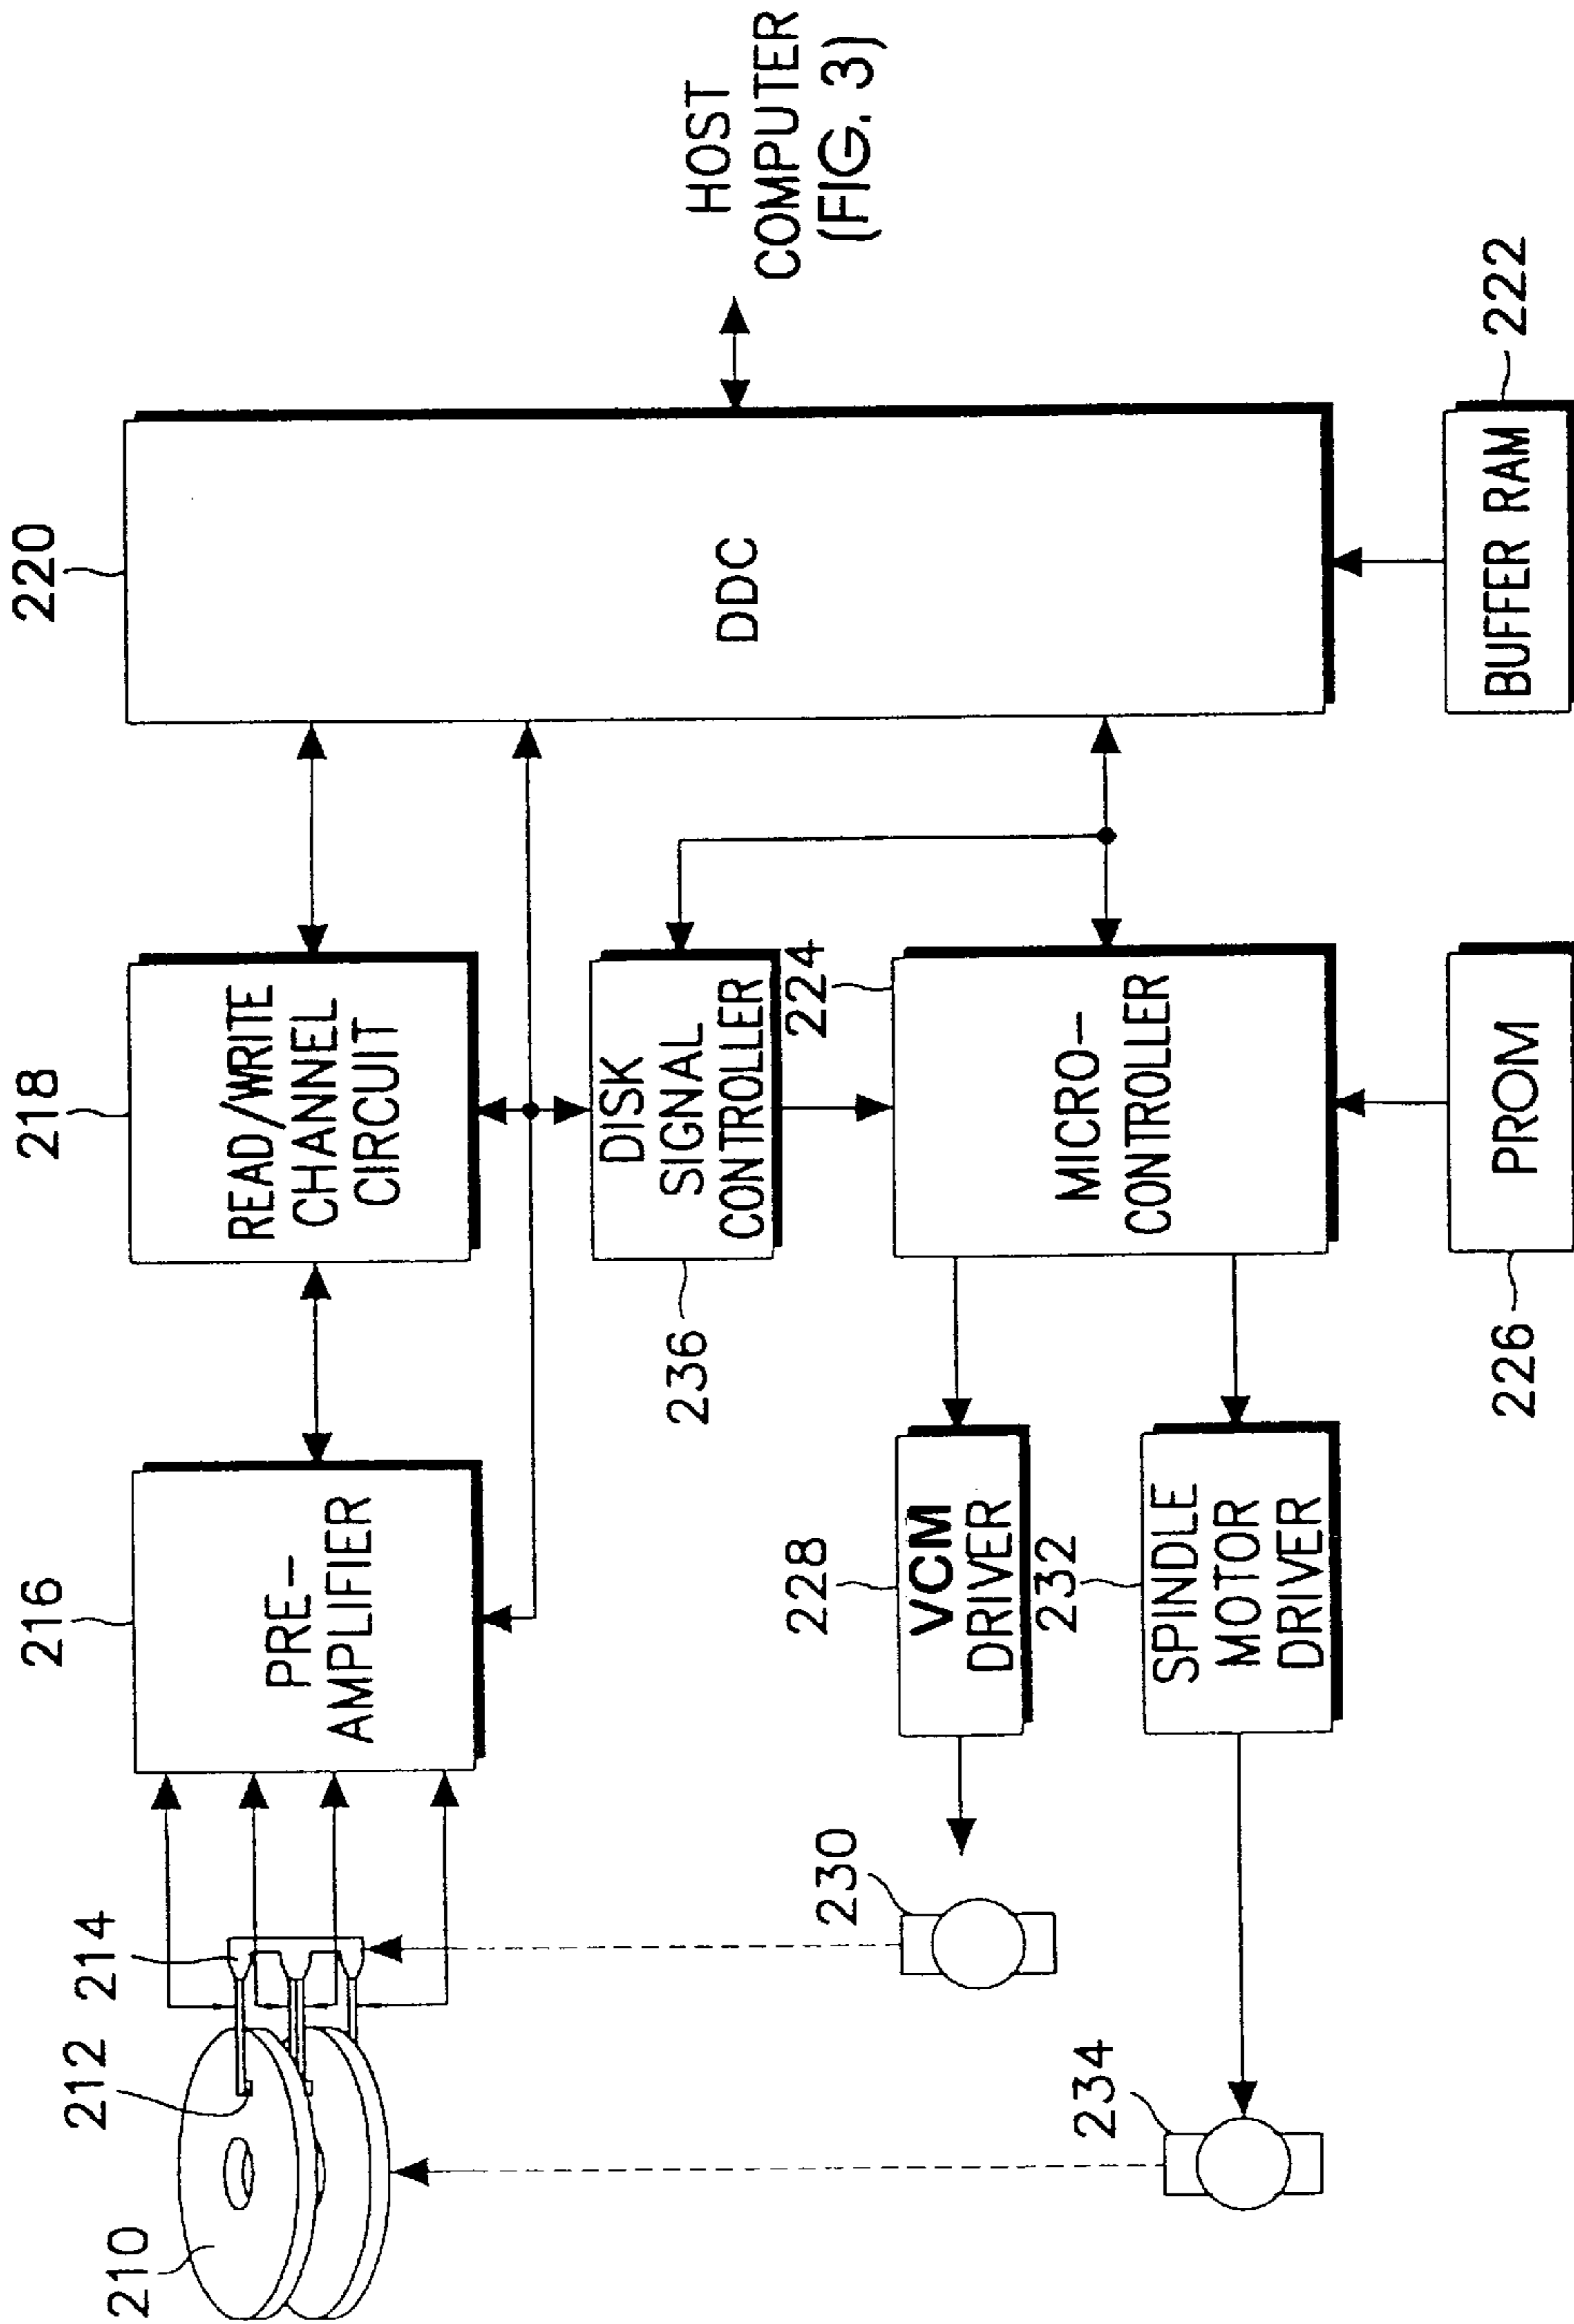 210
212
214
216
PRE-
AMPLIFIER
218
READ/WRITE
CHANNEL
CIRCUIT
220
DDC
HOST
COMPUTER
(FIG. 3)
236
DISK
SIGNAL
CONTROLLER
224
MICRO-
CONTROLLER
230
228
VCM
DRIVER
232
SPINDLE
MOTOR
DRIVER
234
226
PROM
BUFFER RAM
222